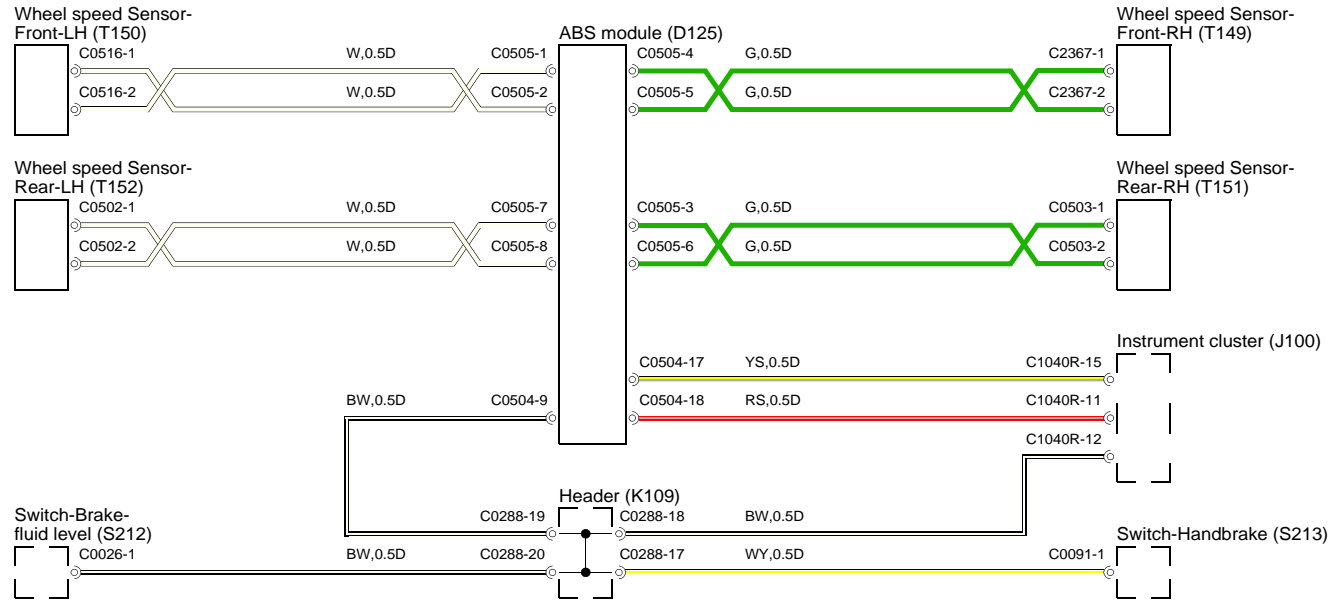 Wheel speed Sensor-
Front-LH (T150)
C0516-1
W,0.5D
C0505-1
C0516-2
W,0.5D
C0505-2
ABS module (D125)
C0505-4
G,0.5D
C2367-1
C0505-5
G,0.5D
C2367-2
Wheel speed Sensor-
Front-RH (T149)
Wheel speed Sensor-
Rear-LH (T152)
C0502-1
W,0.5D
C0505-7
C0502-2
W,0.5D
C0505-8
C0505-3
G,0.5D
C0503-1
C0505-6
G,0.5D
C0503-2
Wheel speed Sensor-
Rear-RH (T151)
Instrument cluster (J100)
C0504-17
YS,0.5D
C1040R-15
BW,0.5D
C0504-9
C0504-18
RS,0.5D
C1040R-11
C1040R-12
Header (K109)
C0288-19
C0288-18
BW,0.5D
Switch-Brake-
fluid level (S212)
C0026-1
BW,0.5D
C0288-20
C0288-17
WY,0.5D
C0091-1
Switch-Handbrake (S213)